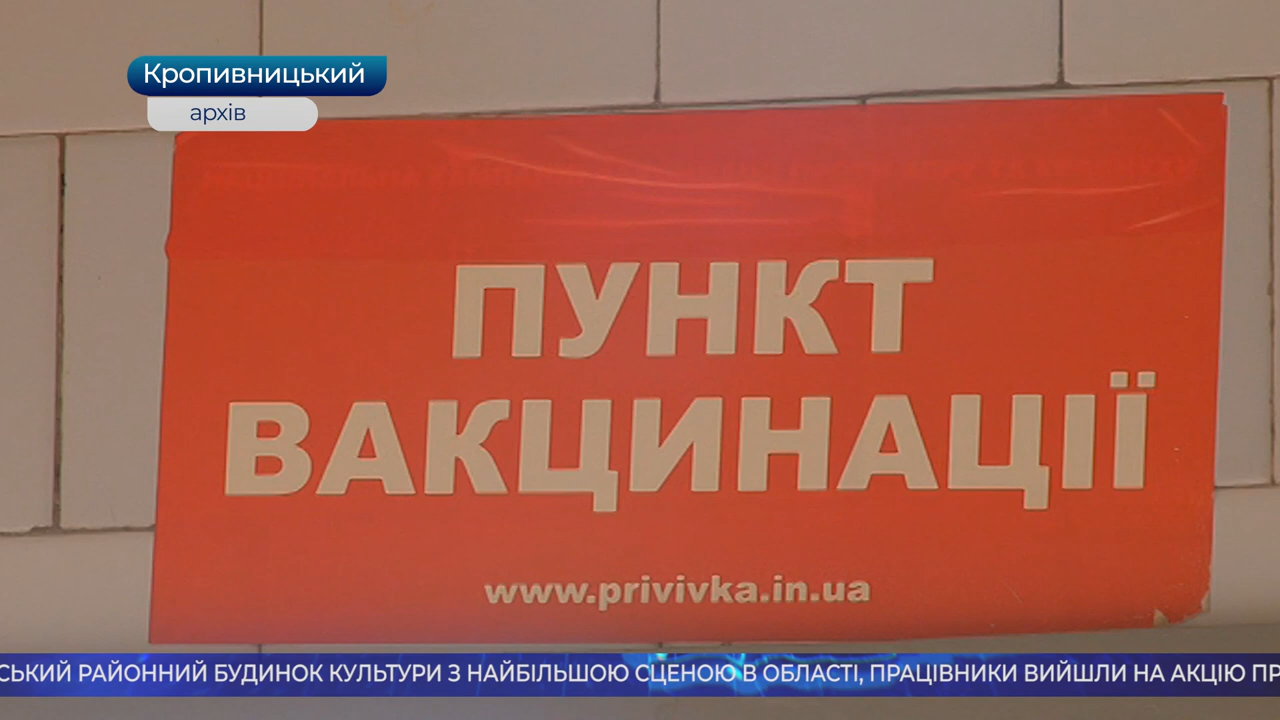 Кропивницький
архів
ПУНКТ
ВАКЦИНАЦІЇ
www.privivka.in.ua
СЬКИЙ РАЙОННИЙ БУДИНОК КУЛЬТУРИ З НАЙБІЛЬШОЮ СЦЕНОЮ В ОБЛАСТІ, ПРАЦІВНИКИ ВИЙШЛИ НА АКЦІЮ ПР